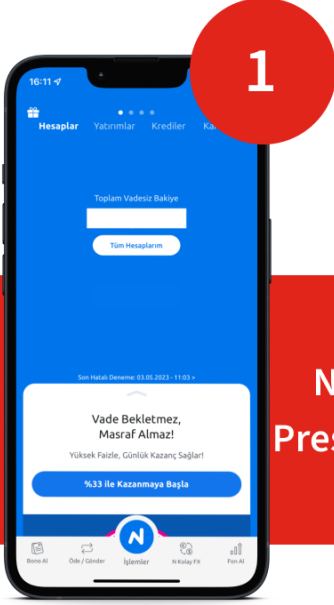 1
16:11
Hesaplar Yatırımlar Krediler
Toplam Vadesiz Bakiye
Tüm Hesaplarım
Son Hatalı Deneme: 03.05.2023 - 11:03 »
Vade Bekletmez,
Masraf Almaz!
Yüksek Faizle, Günlük Kazanç Sağlar!
%33 ile Kazanmaya Başla
N
Bono Al Öde / Gönder İşlemler N Kolay FX Fon Al
N
Pres